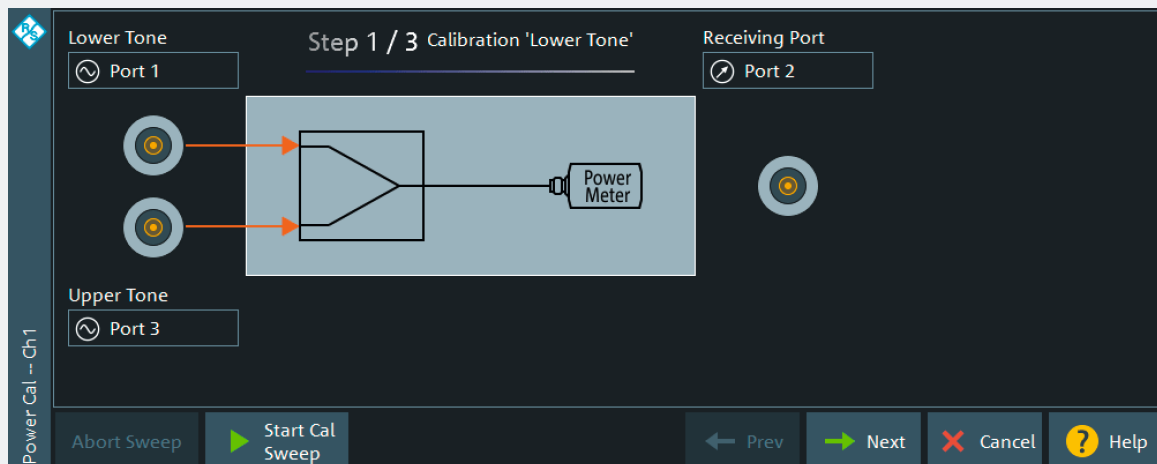 R&S
Lower Tone
Port 1
Step 1 / 3 Calibration 'Lower Tone'
Receiving Port
Port 2
Power
Meter
Upper Tone
Port 3
Power Cal -- Ch1
Abort Sweep
Start Cal
Sweep
Prev
Next
Cancel
? Help